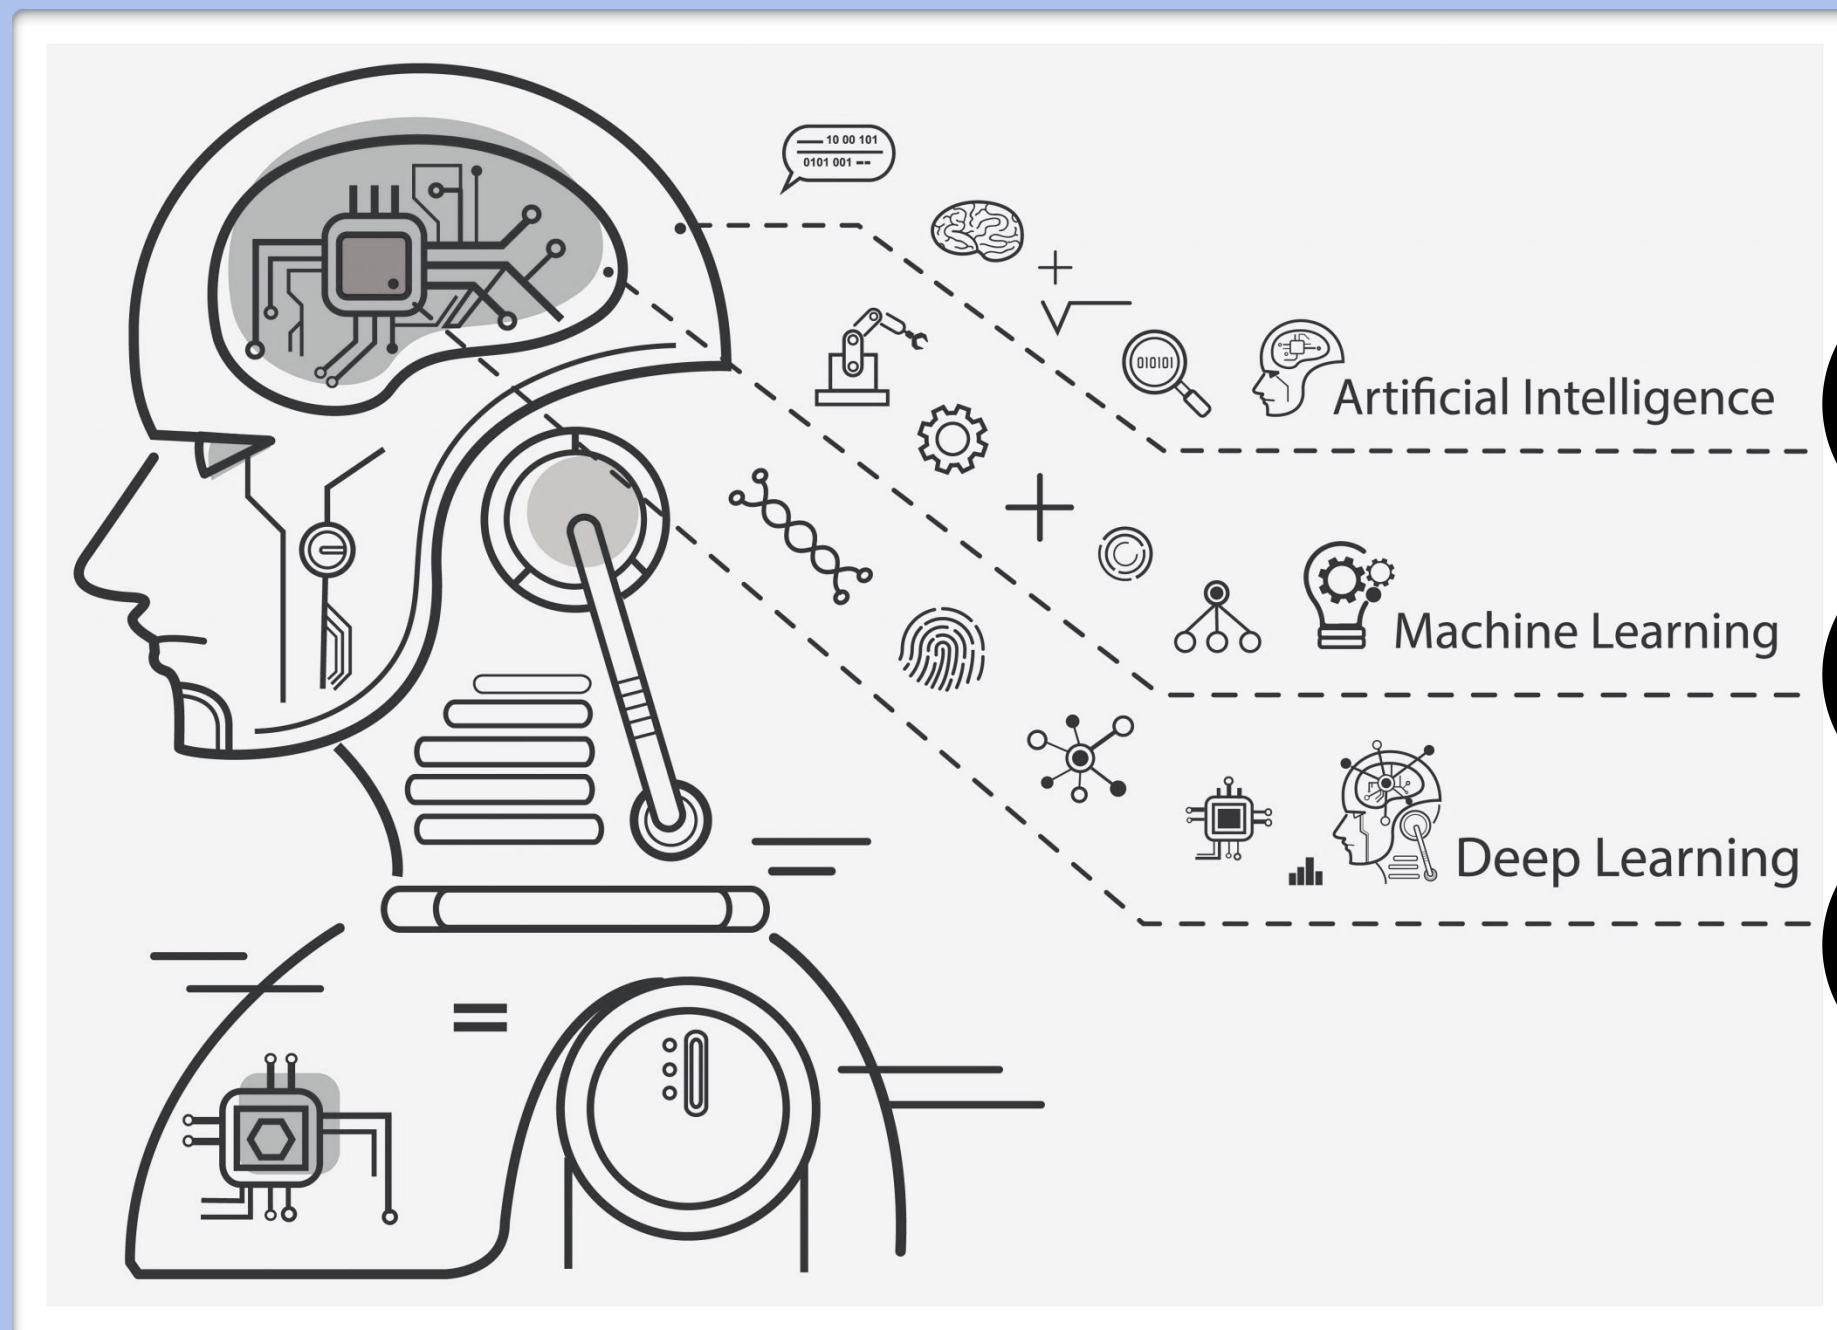 10 00 101
0101 001
010101
Artificial Intelligence
Machine Learning
Deep Learning